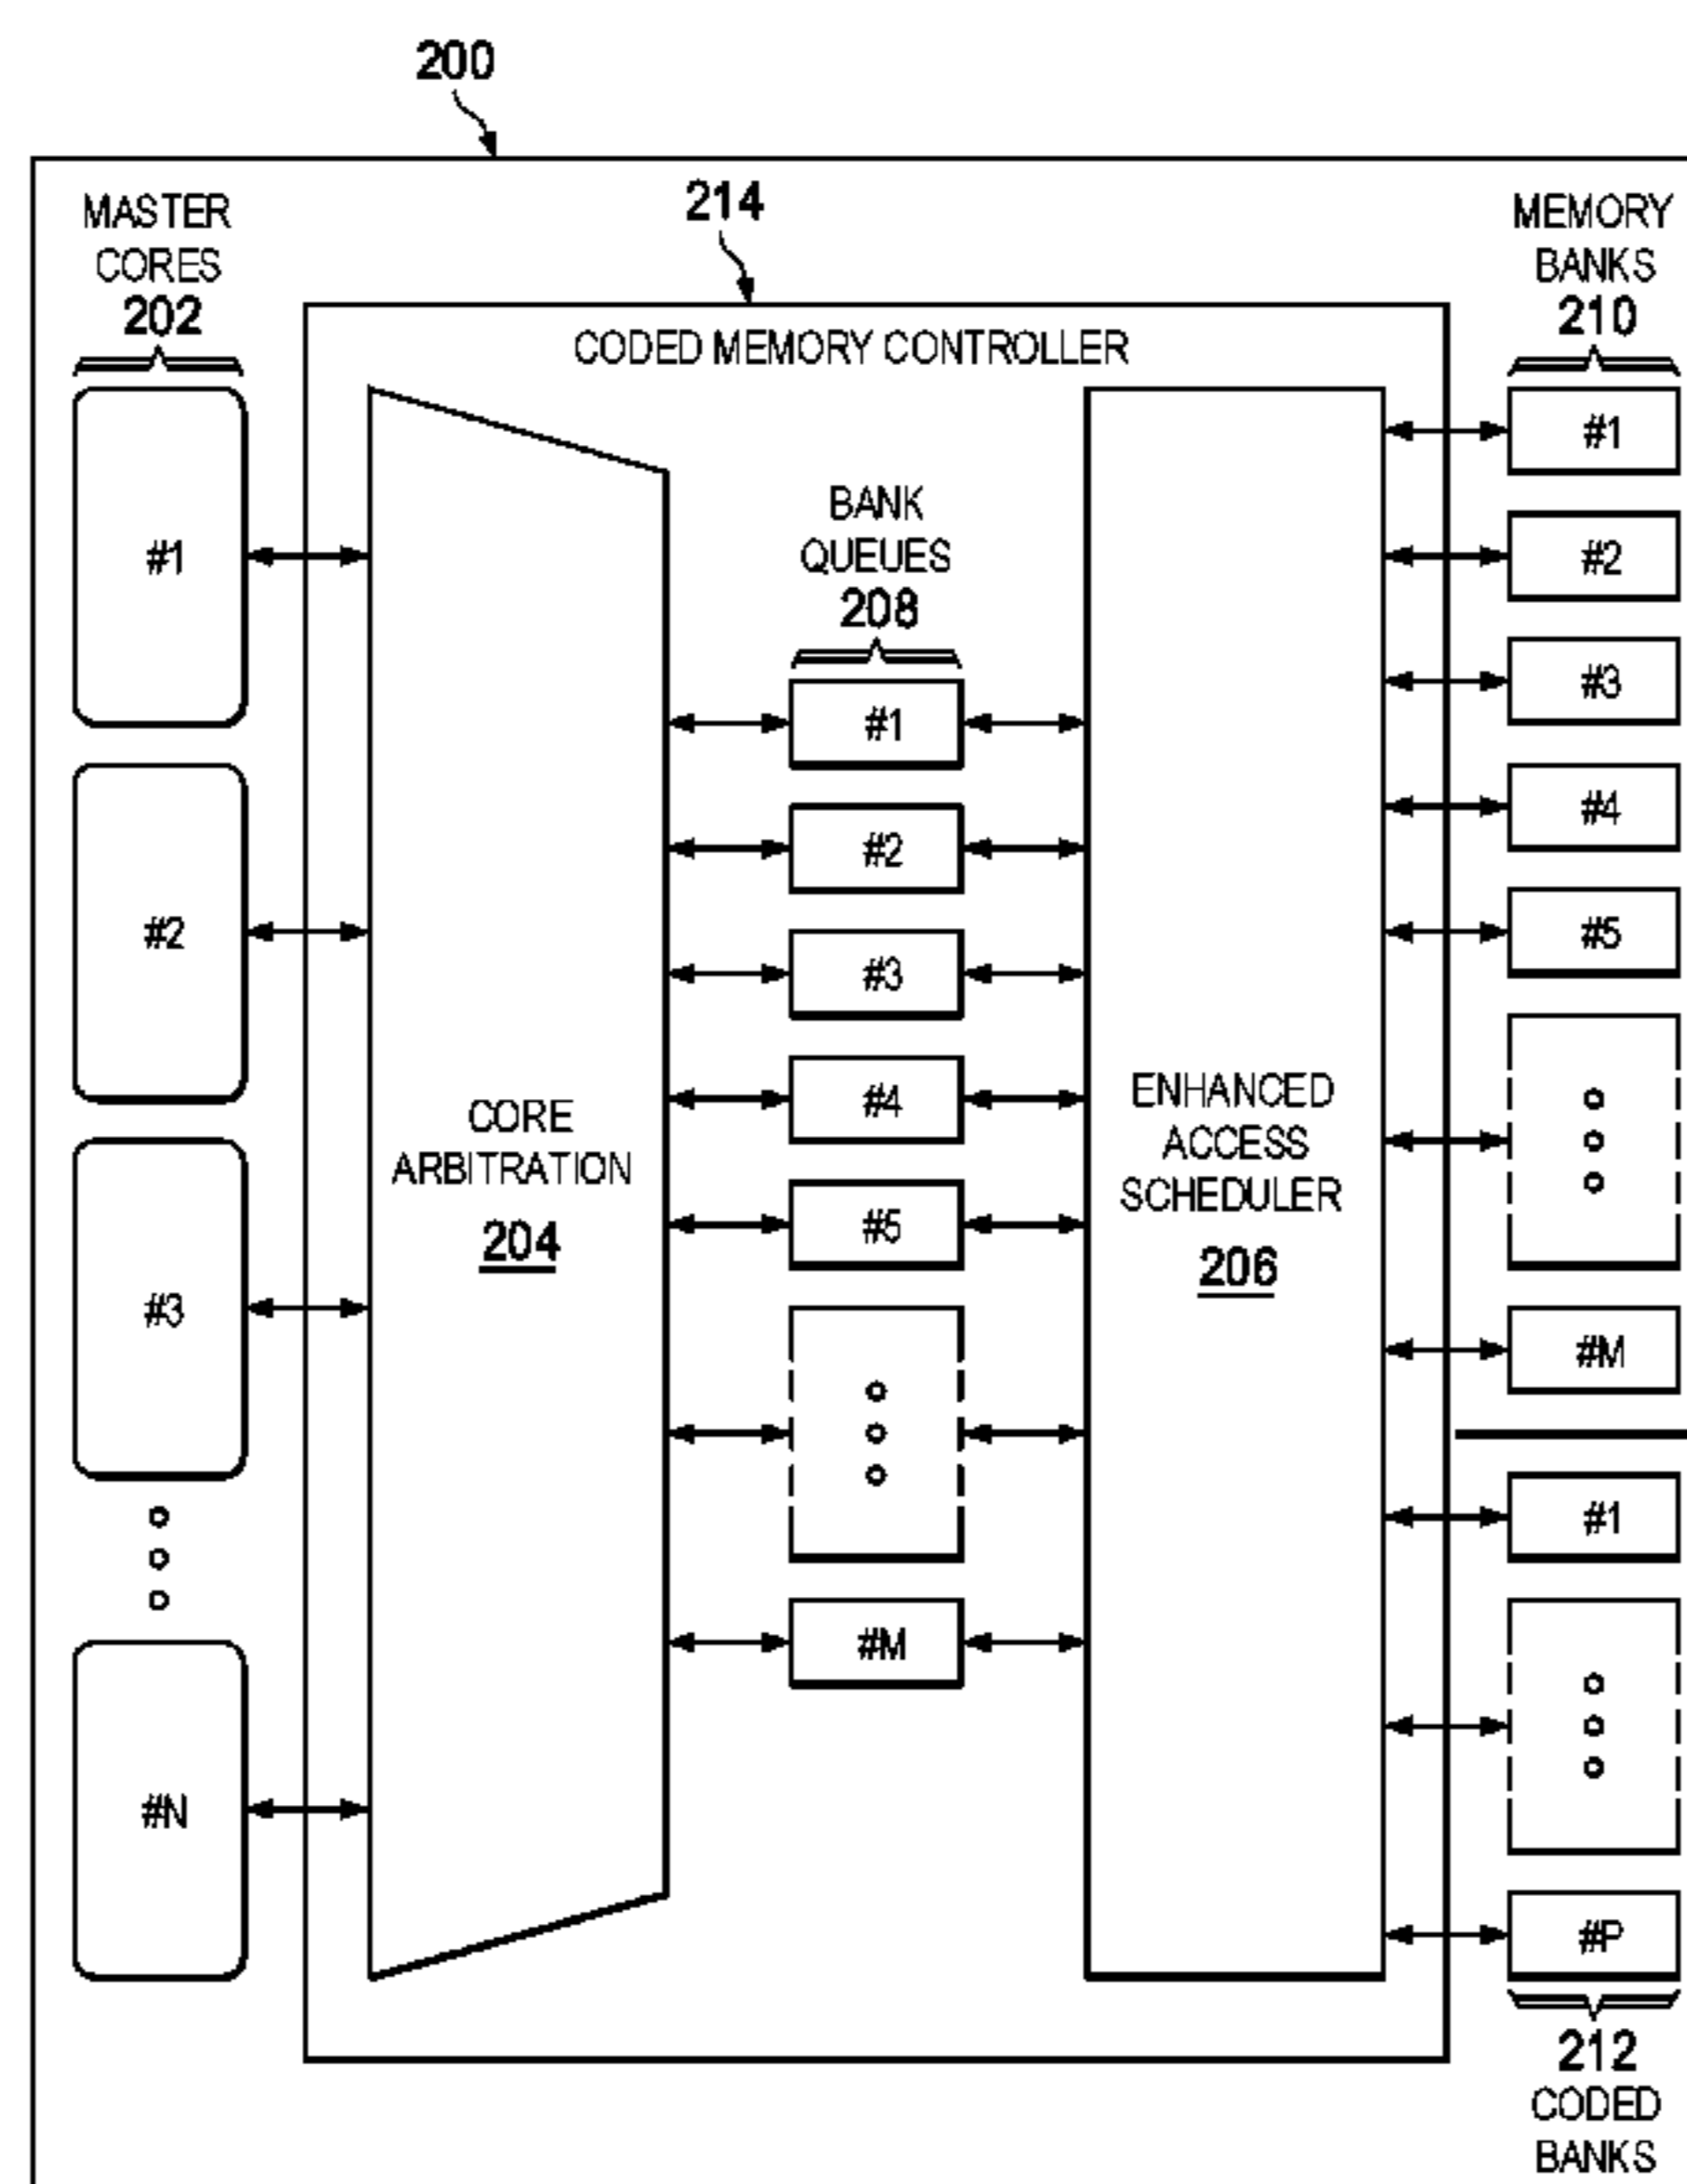 200
214
MASTER
CORES
202
#1
#2
#3
#N
CODED MEMORY CONTROLLER
CORE
ARBITRATION
204
BANK
QUEUES
208
#1
#2
#3
#4
#5
#M
ENHANCED
ACCESS
SCHEDULER
206
MEMORY
BANKS
210
#1
#2
#3
#4
#5
#M
#1
#P
212
CODED
BANKS